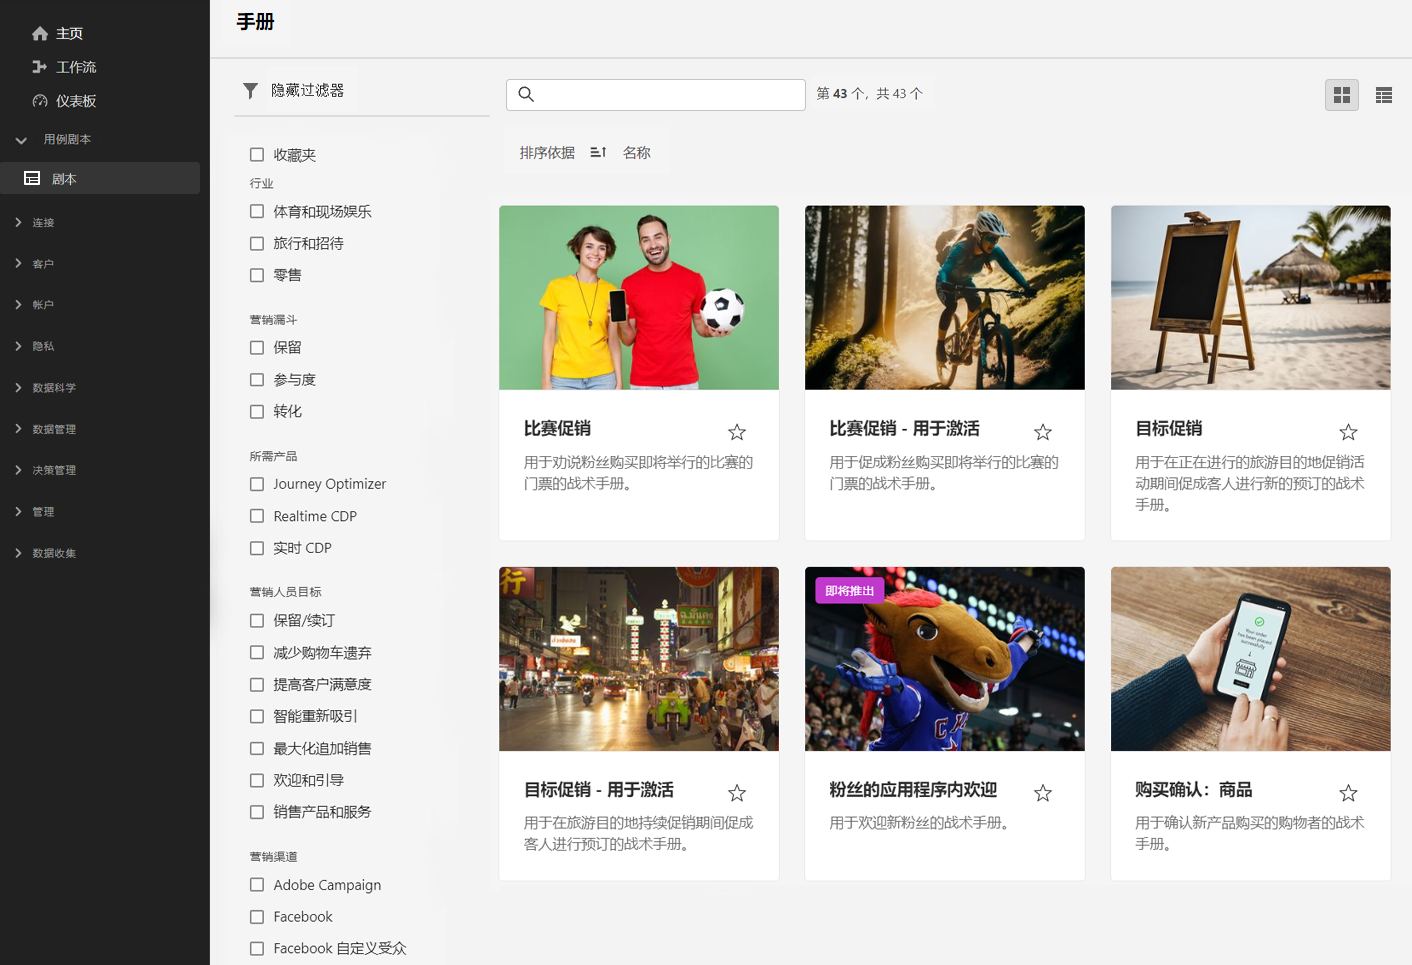 主页
工作流
仪表板
用例剧本
剧本
连接
客户
帐户
隐私
数据科学
数据管理
决策管理
管理
数据收集
手册
隐藏过滤器
收藏夹
行业
体育和现场娱乐
旅行和招待
零售
营销漏斗
保留
参与度
转化
所需产品
Journey Optimizer
Realtime CDP
实时 CDP
营销人员目标
保留/续订
减少购物车遗弃
提高客户满意度
智能重新吸引
最大化追加销售
欢迎和引导
销售产品和服务
营销渠道
Adobe Campaign
Facebook
Facebook 自定义受众
第 43 个，共 43 个
排序依据 名称
比赛促销
用于劝说粉丝购买即将举行的比赛的
门票的战术手册。
比赛促销 - 用于激活
用于促成粉丝购买即将举行的比赛的
门票的战术手册。
目标促销
用于在正在进行的旅游目的地促销活
动期间促成客人进行新的预订的战术
手册。
行
目标促销 - 用于激活
用于在旅游目的地持续促销期间促成
客人进行预订的战术手册。
即将推出
粉丝的应用程序内欢迎
用于欢迎新粉丝的战术手册。
Your order
has been placed
successfully
购买确认：商品
用于确认新产品购买的购物者的战术
手册。